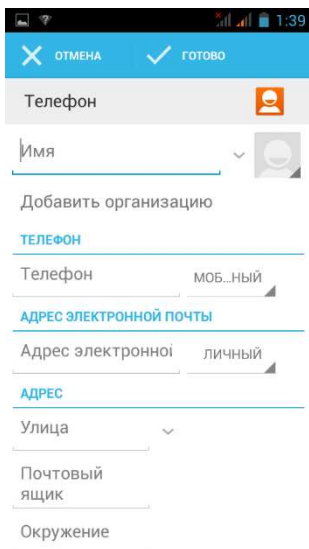 1:39
ОТМЕНА ГОТОВО
Телефон
Имя
Добавить организацию
ТЕЛЕФОН
Телефон МОБ...НЫЙ
АДРЕС ЭЛЕКТРОННОЙ ПОЧТЫ
Адрес электронной ЛИЧНЫЙ
АДРЕС
Улица
Почтовый
ящик
Окружение